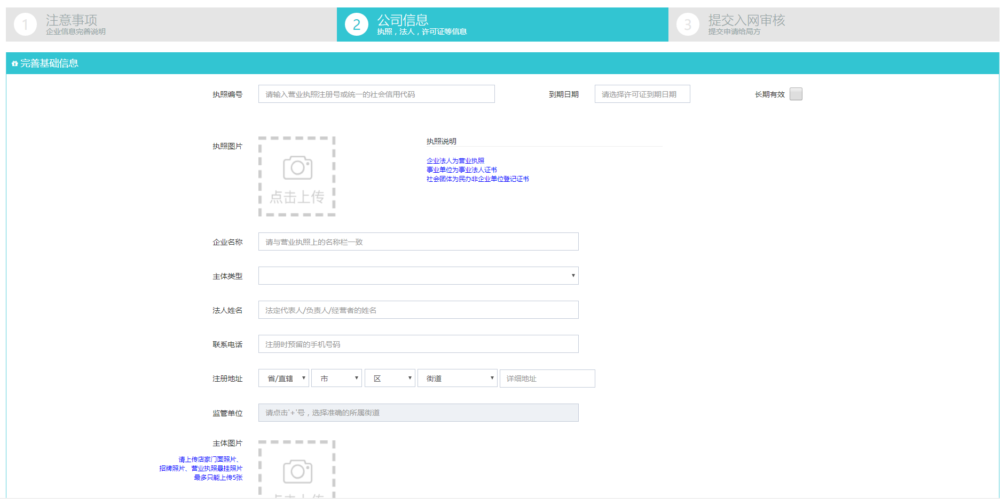 1
注意事项
企业信息完善说明
2
公司信息
执照，法人，许可证等信息
3
提交入网审核
提交申请给局方
完善基础信息
执照编号
请输入营业执照注册号或统一的社会信用代码
到期日期
请选择许可证到期日期
长期有效
执照图片
点击上传
执照说明
企业法人为营业执照
事业单位为事业法人证书
社会团体为民办非企业单位登记证书
企业名称
请与营业执照上的名称栏一致
主体类型
法人姓名
法定代表人/负责人/经营者的姓名
联系电话
注册时预留的手机号码
注册地址
省/直辖
市
区
街道
详细地址
监管单位
请点击'+'号，选择准确的所属街道
主体图片
请上传店家门面照片、
招牌照片、营业执照悬挂照片
最多只能上传5张
点击上传